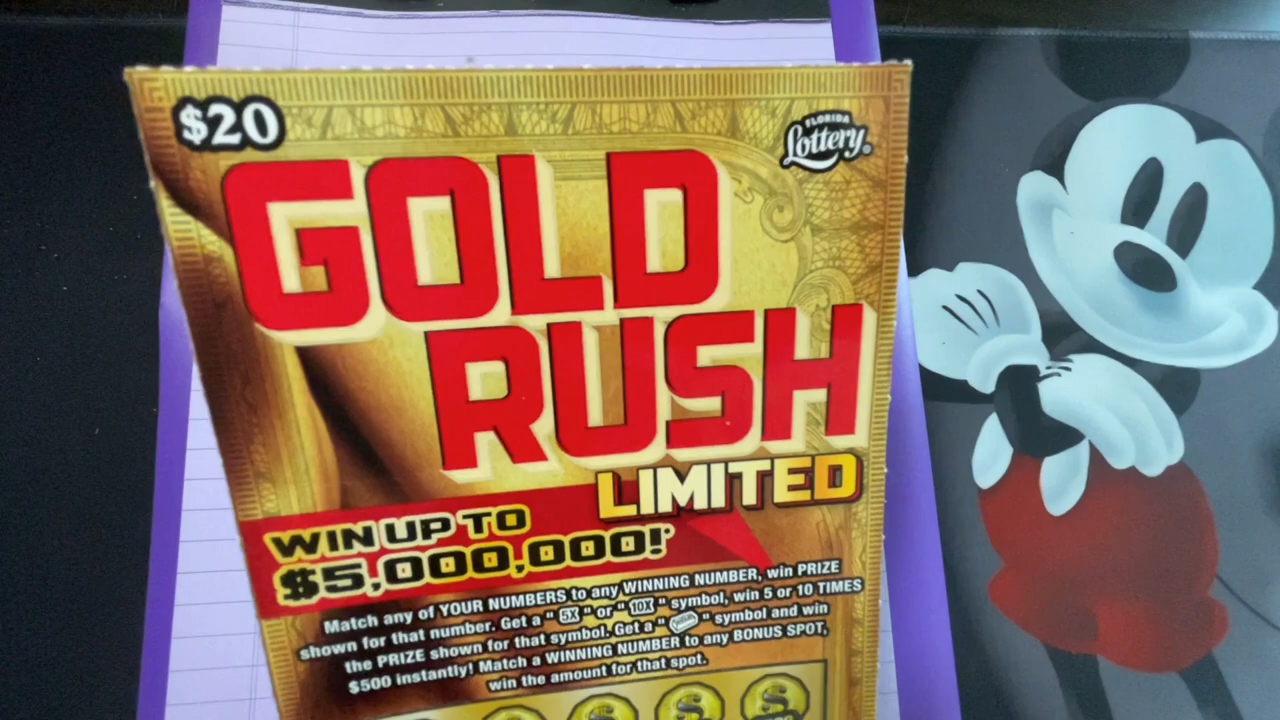 $20
FLORIDA
Lottery®
GOLD
RUSH
LIMITED
WIN UP TO
$5,000,000!*
Match any of YOUR NUMBERS to any WINNING NUMBER, win PRIZE
shown for that number. Get a "5X" or "10X" symbol, win 5 or 10 TIMES
the PRIZE shown for that symbol. Get a " " symbol and win
$500 instantly! Match a WINNING NUMBER to any BONUS SPOT,
win the amount for that spot.